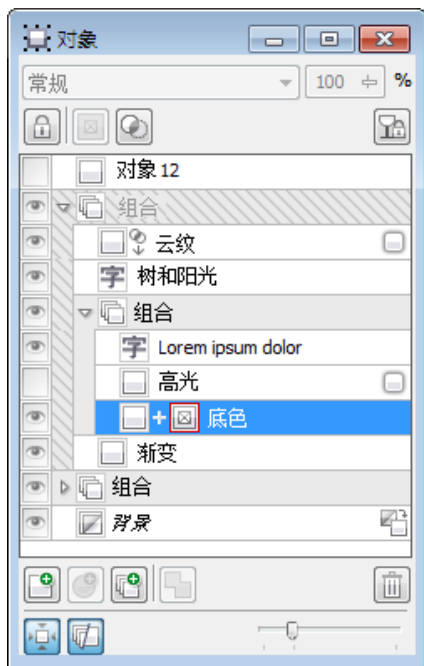 对象
常规 100 %
对象 12
组合
云纹
字 树和阳光
组合
字 Lorem ipsum dolor
高光
底色
渐变
组合
背景